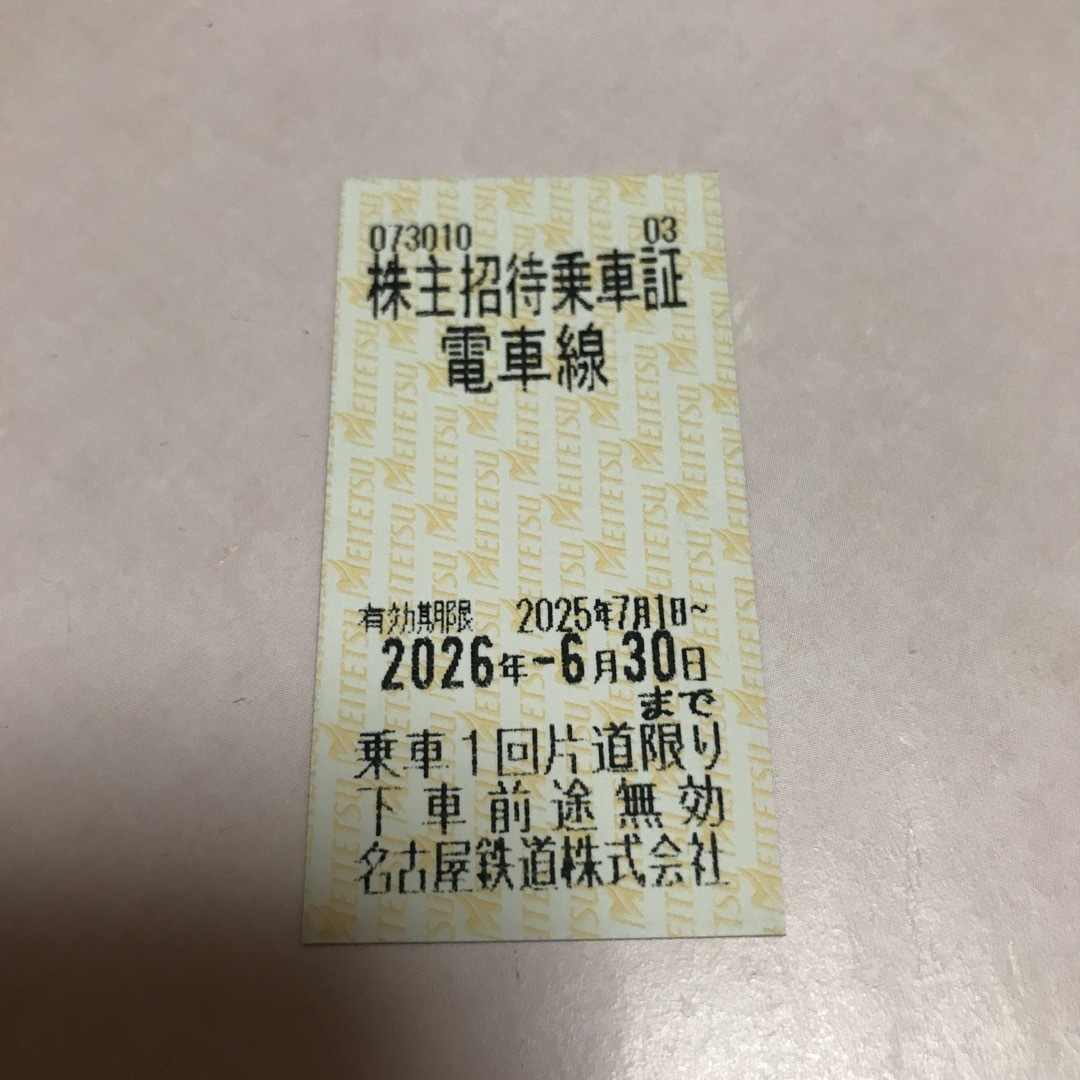 073010 03
株主招待乗車証
電車線
有効期限 2025年7月1日~
2026年-6月30日
まで
乗車1回片道限り
下車前途無効
名古屋鉄道株式会社
MEITETSU